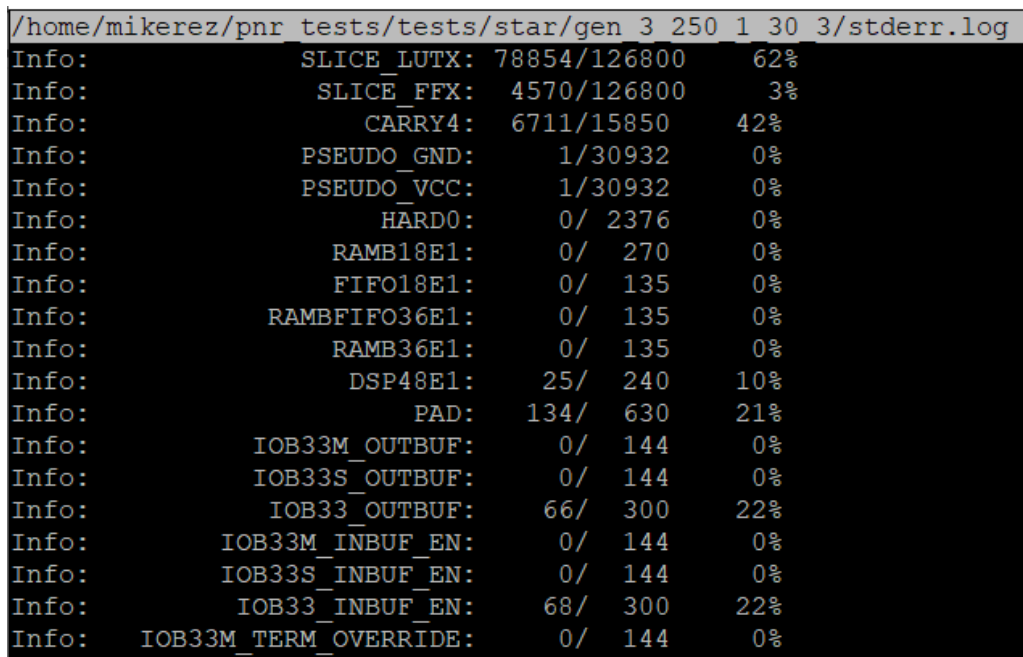 /home/mikerez/pnr_tests/tests/star/gen_3_250_1_30_3/stderr.log
Info: SLICE_LUTX: 78854/126800 62%
Info: SLICE_FFX: 4570/126800 3%
Info: CARRY4: 6711/15850 42%
Info: PSEUDO_GND: 1/30932 0%
Info: PSEUDO_VCC: 1/30932 0%
Info: HARD0: 0/ 2376 0%
Info: RAMB18E1: 0/ 270 0%
Info: FIFO18E1: 0/ 135 0%
Info: RAMBFIFO36E1: 0/ 135 0%
Info: RAMB36E1: 0/ 135 0%
Info: DSP48E1: 25/ 240 10%
Info: PAD: 134/ 630 21%
Info: IOB33M_OUTBUF: 0/ 144 0%
Info: IOB33S_OUTBUF: 0/ 144 0%
Info: IOB33_OUTBUF: 66/ 300 22%
Info: IOB33M_INBUF_EN: 0/ 144 0%
Info: IOB33S_INBUF_EN: 0/ 144 0%
Info: IOB33_INBUF_EN: 68/ 300 22%
Info: IOB33M_TERM_OVERRIDE: 0/ 144 0%